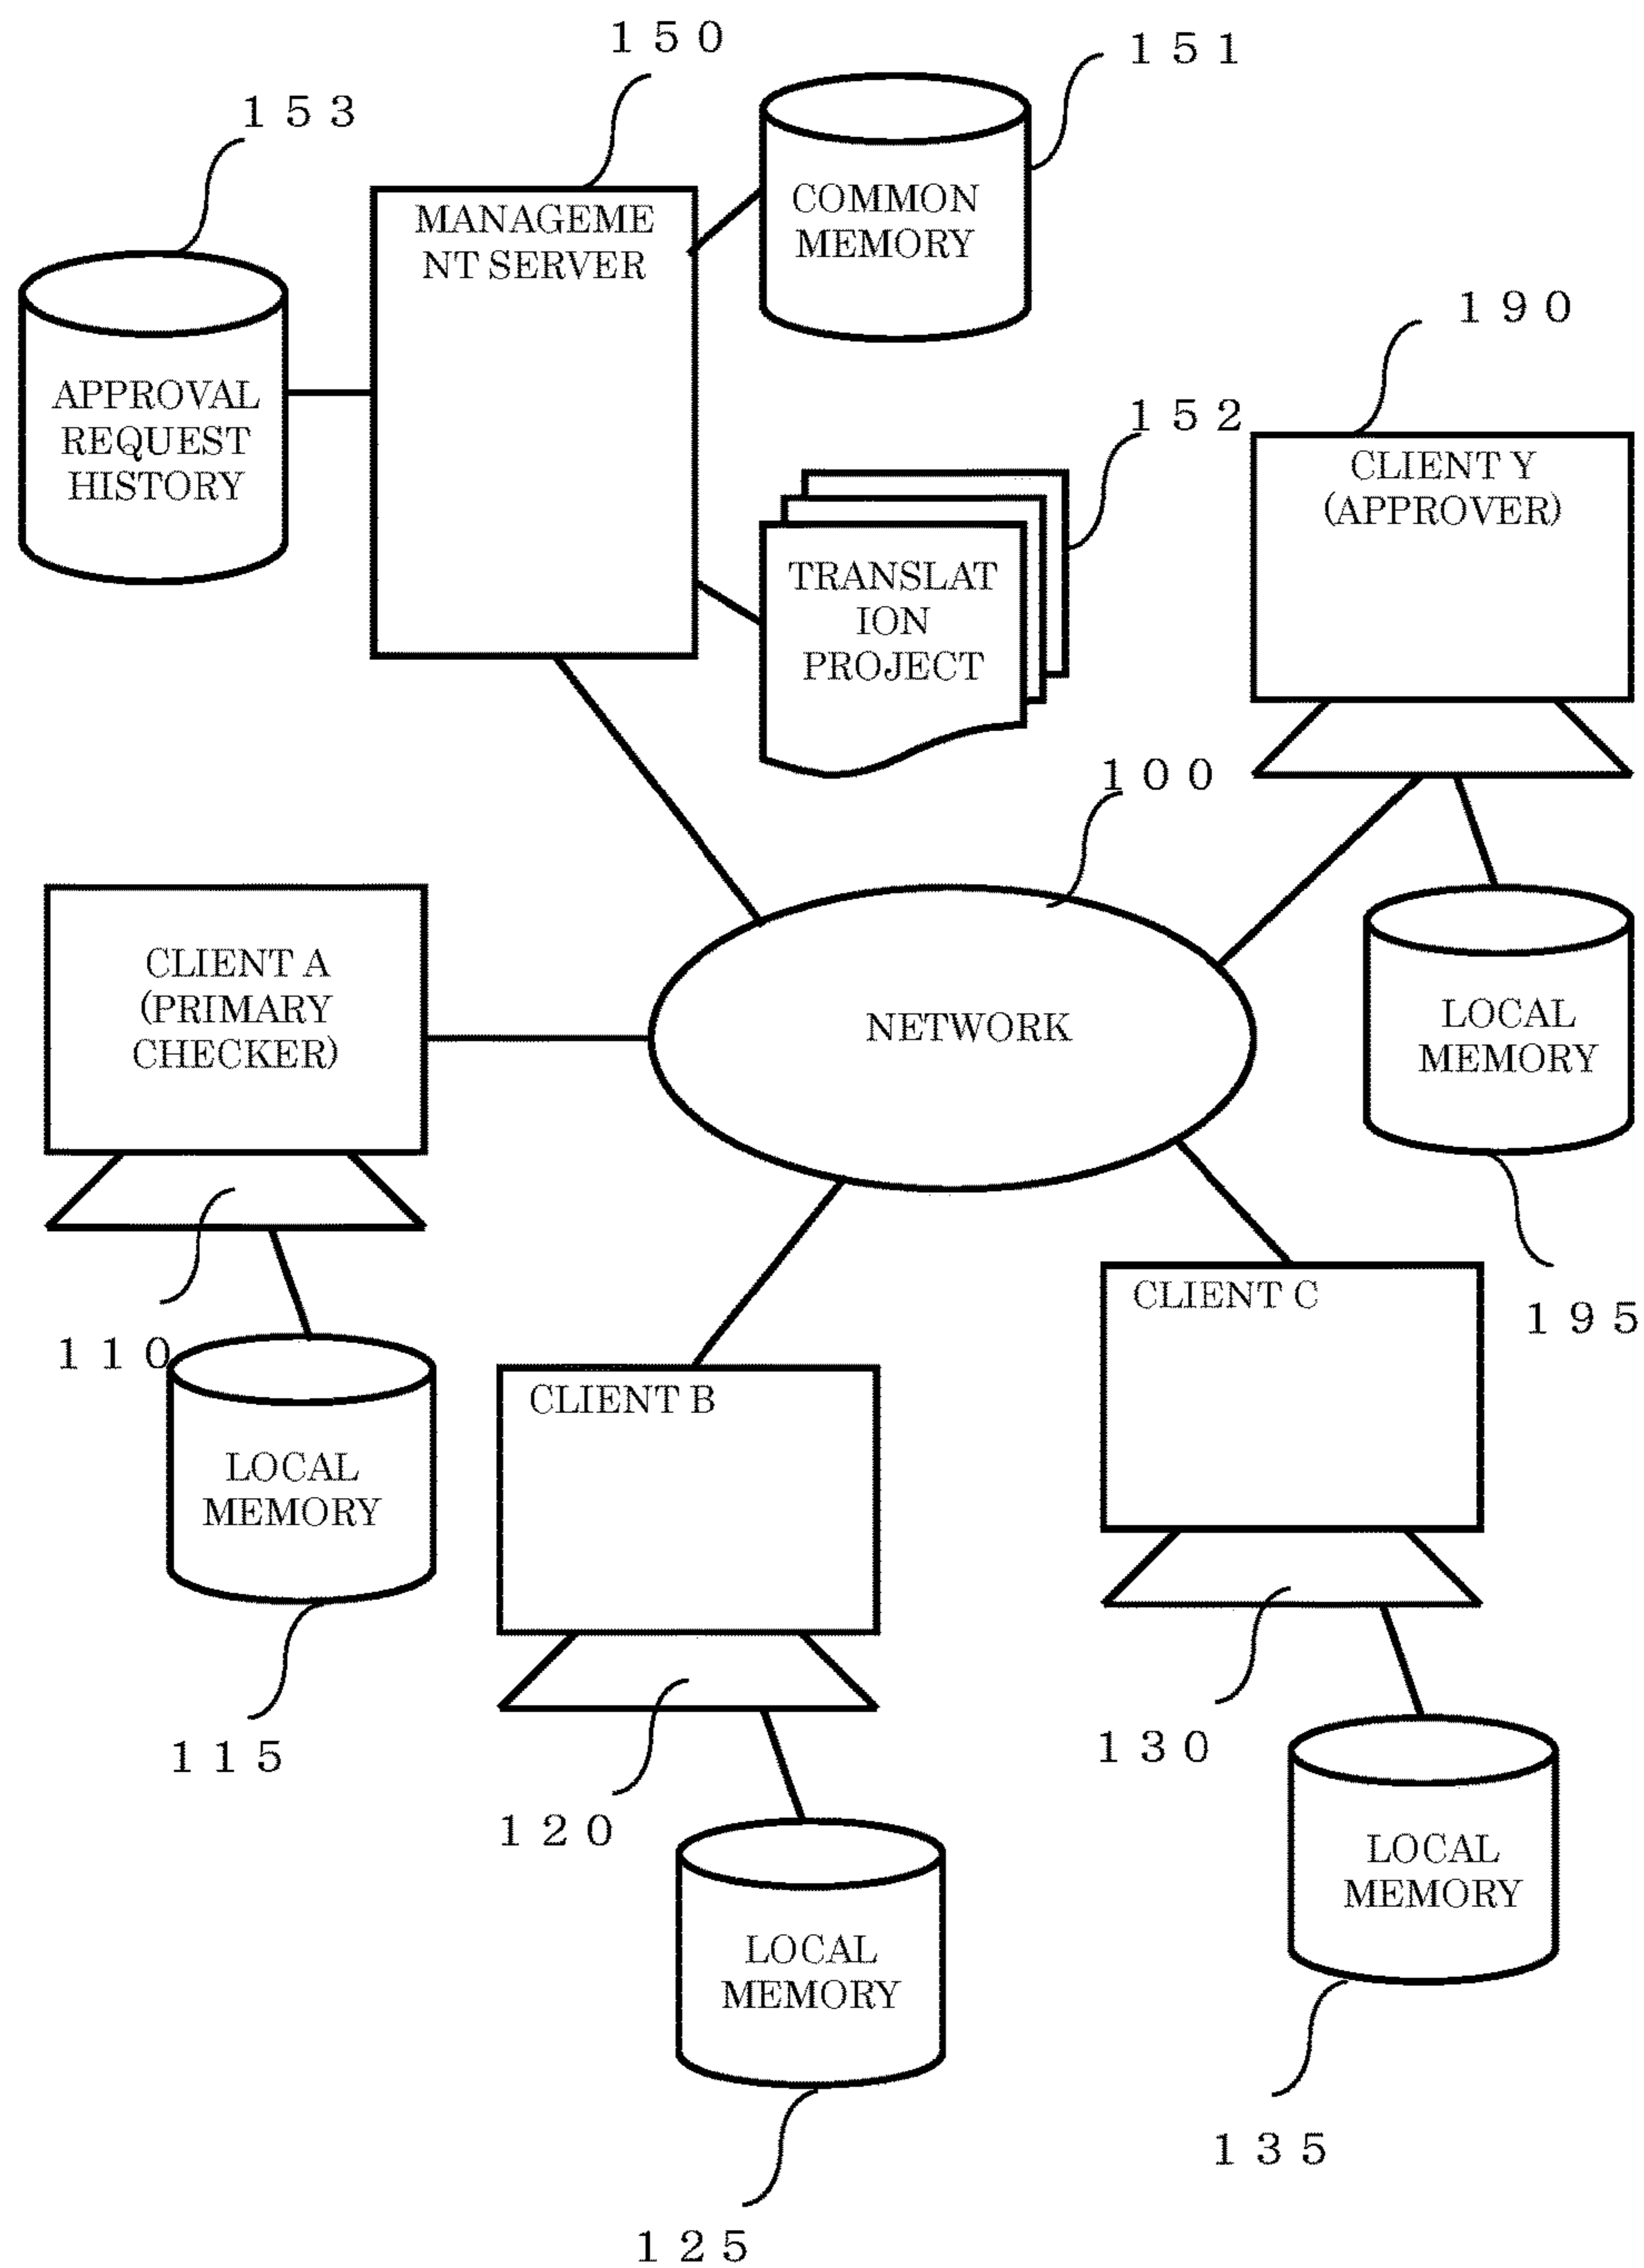 150
151
153
MANAGEME
NT SERVER
COMMON
MEMORY
190
APPROVAL
REQUEST
HISTORY
152
CLIENT Y
(APPROVER)
TRANSLAT
ION
PROJECT
100
CLIENT A
(PRIMARY
CHECKER)
NETWORK
LOCAL
MEMORY
195
CLIENT C
110
CLIENT B
LOCAL
MEMORY
115
130
120
LOCAL
MEMORY
LOCAL
MEMORY
135
125